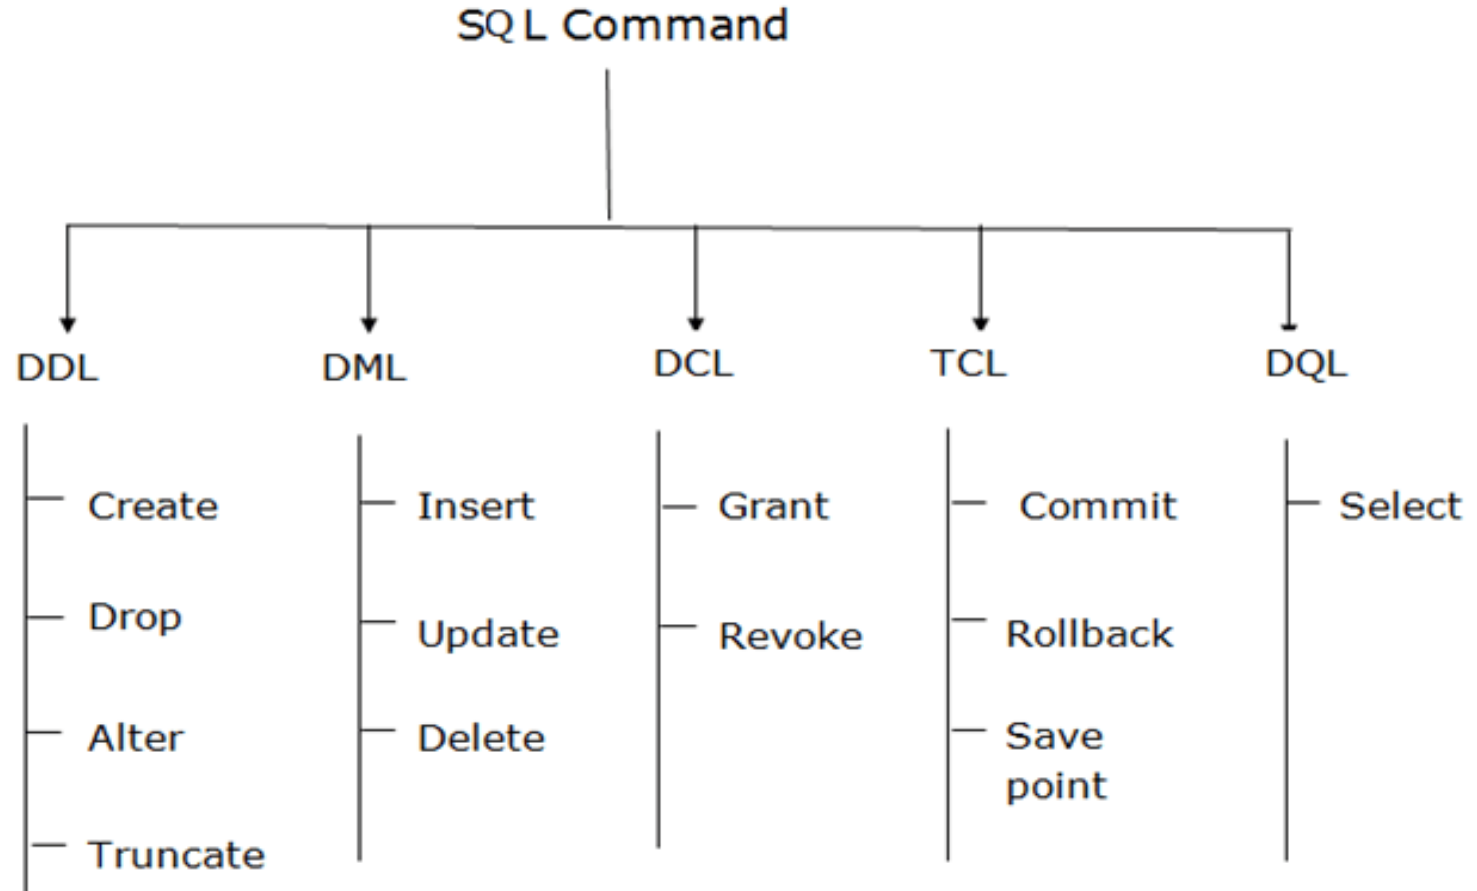 SQL Command
DDL
DML
DCL
TCL
DQL
Create
Drop
Alter
Truncate
Insert
Update
Delete
Grant
Revoke
Commit
Rollback
Save
point
Select